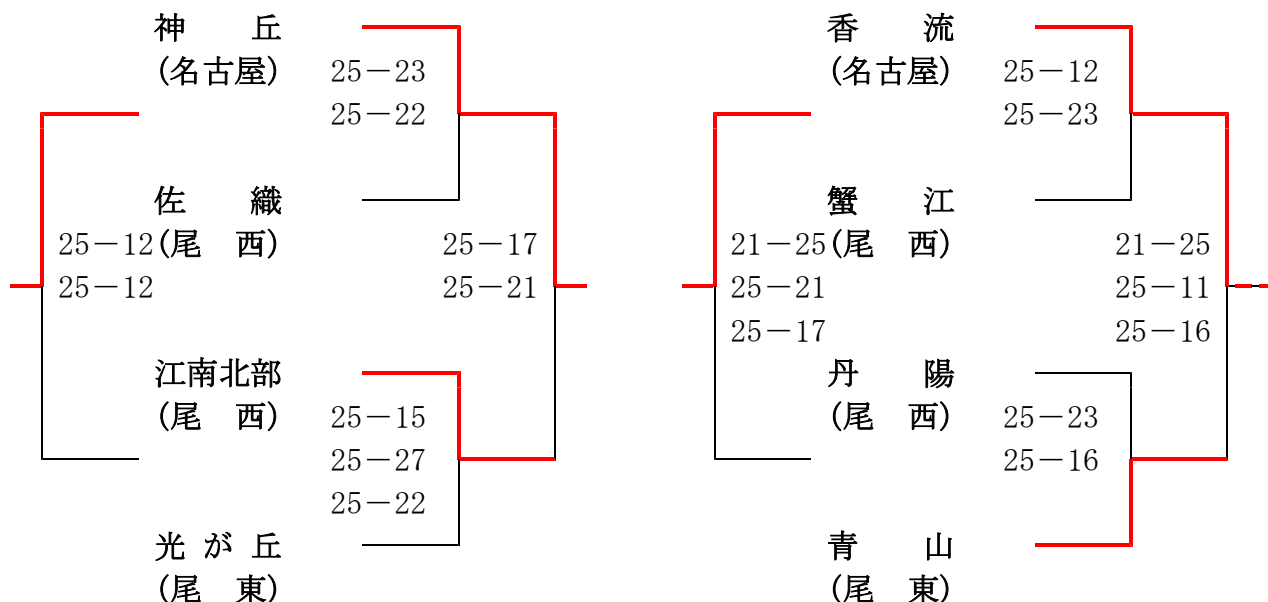 神 丘 香 流
(名古屋) 25-23 (名古屋) 25-12
25-22 25-23
佐 織 蟹 江
25-12 (尾 西) 25-17 21-25 (尾 西) 21-25
25-12 25-21 25-21 25-11
25-17 25-16
江南北部 丹 陽
(尾 西) 25-15 (尾 西) 25-23
25-27 25-16
25-22
光が丘 青 山
(尾 東) (尾 東)